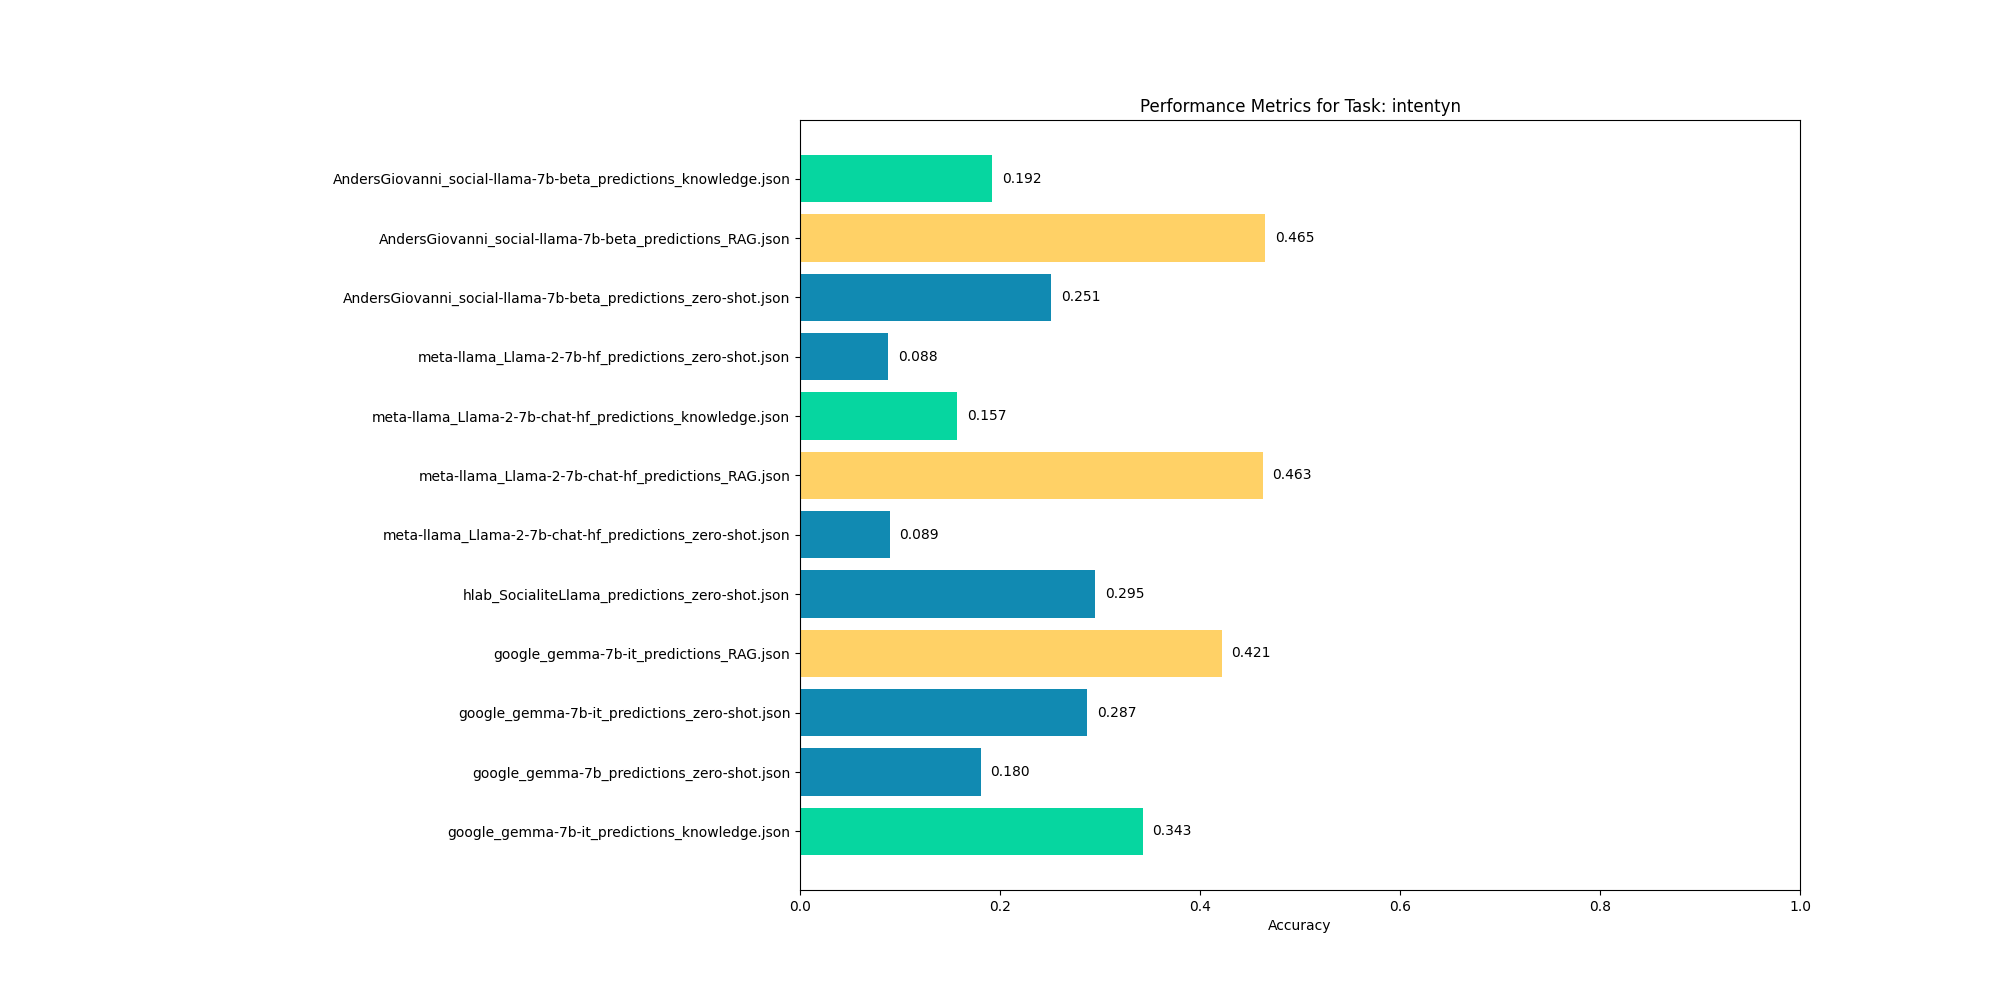 Performance Metrics for Task: intentyn
AndersGiovanni_social-llama-7b-beta_predictions_knowledge.json 0.192
AndersGiovanni_social-llama-7b-beta_predictions_RAG.json 0.465
AndersGiovanni_social-llama-7b-beta_predictions_zero-shot.json 0.251
meta-llama_Llama-2-7b-hf_predictions_zero-shot.json 0.088
meta-llama_Llama-2-7b-chat-hf_predictions_knowledge.json 0.157
meta-llama_Llama-2-7b-chat-hf_predictions_RAG.json 0.463
meta-llama_Llama-2-7b-chat-hf_predictions_zero-shot.json 0.089
hlab_SocialiteLlama_predictions_zero-shot.json 0.295
google_gemma-7b-it_predictions_RAG.json 0.421
google_gemma-7b-it_predictions_zero-shot.json 0.287
google_gemma-7b_predictions_zero-shot.json 0.180
google_gemma-7b-it_predictions_knowledge.json 0.343
0.0 0.2 0.4 0.6 0.8 1.0
Accuracy